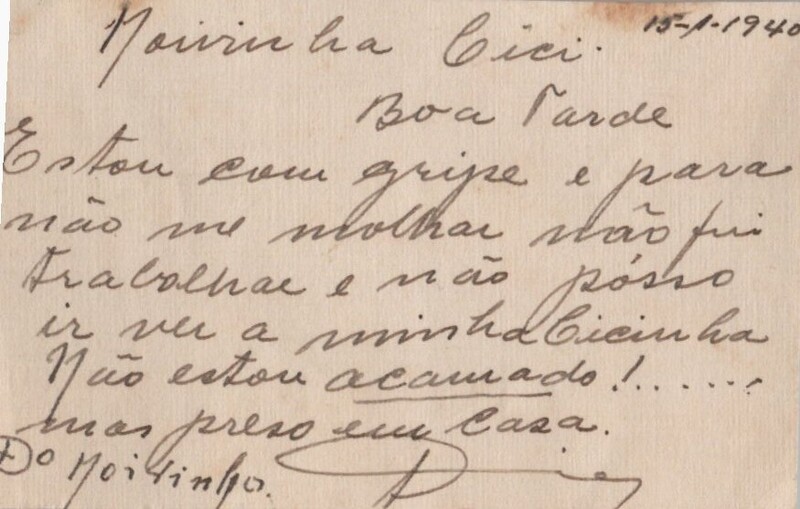 15-1-1940
Noivinha Cici.
Boa Tarde
Estou com gripe e para
não me molhar não fui
trabalhar e não pósso
ir ver a minha Cicinha
Não estou acamado!......
mas preso em casa.
Do Noivinho.